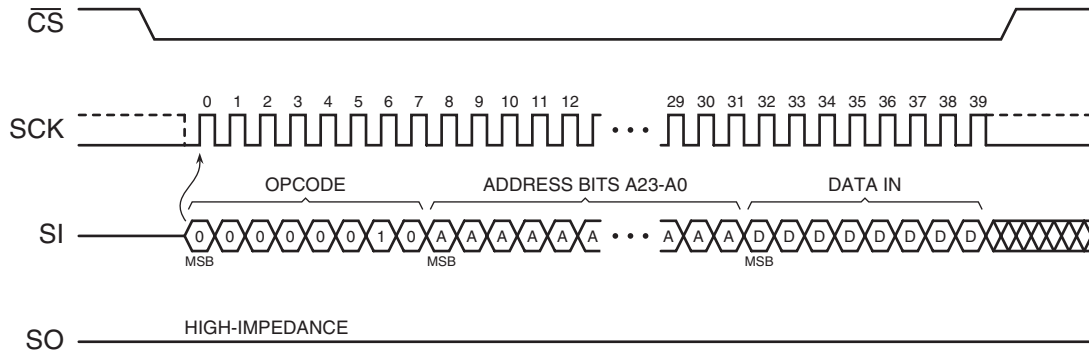 CS
0 1 2 3 4 5 6 7 8 9 10 11 12 29 30 31 32 33 34 35 36 37 38 39
SCK
OPCODE ADDRESS BITS A23-A0 DATA IN
SI 0 0 0 0 0 0 1 0 A A A A A A A A A D D D D D D D D
MSB MSB MSB
HIGH-IMPEDANCE
SO